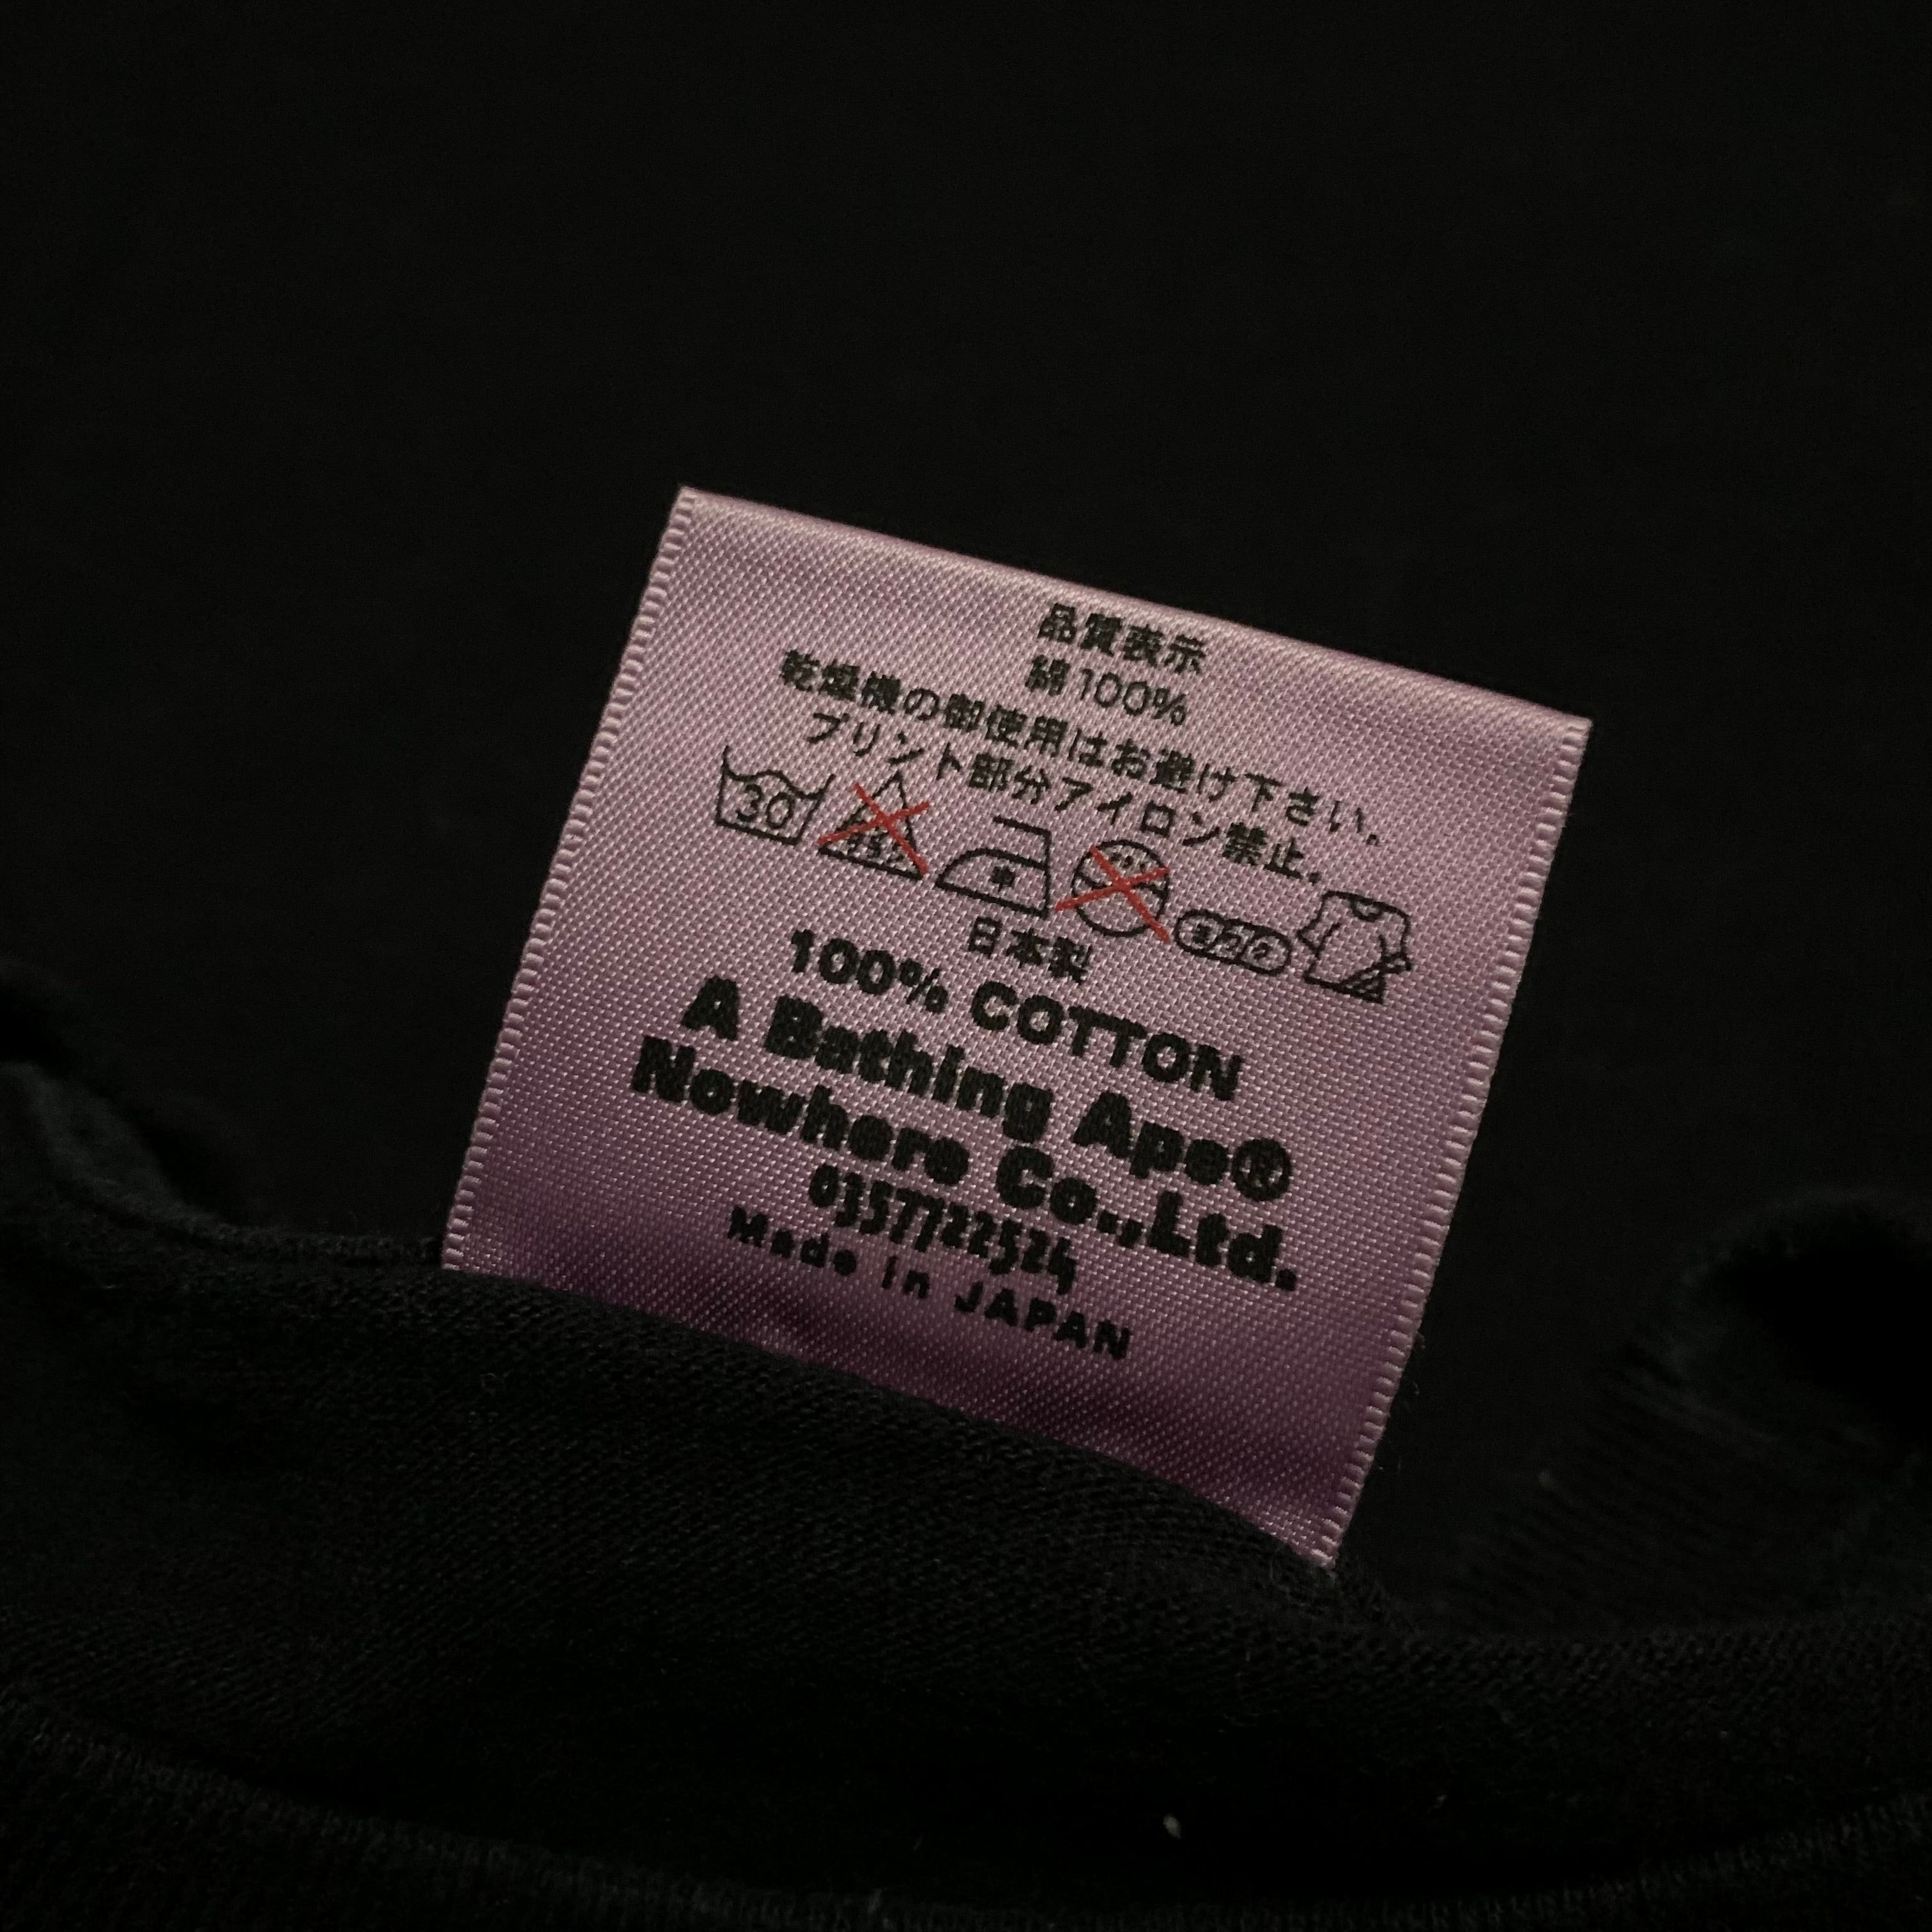 品質表示
綿100%
乾燥機の御使用はお避け下さい。
プリント部分アイロン禁止。
30
日本製
100% COTTON
A Bathing Ape®
Nowhere Co.,Ltd.
0357722524
Made in JAPAN